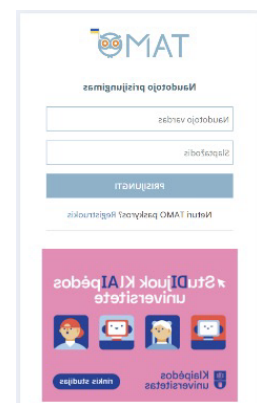 TAMO
Naudotojo prisijungimas
Naudotojo vardas
Slaptažodis
PRISIJUNGTI
Neturi TAMO paskyros? Registruokis
#StuDIjuok KlAIpėdos
universitete
Klaipėdos
universitetas
rinkis studijas